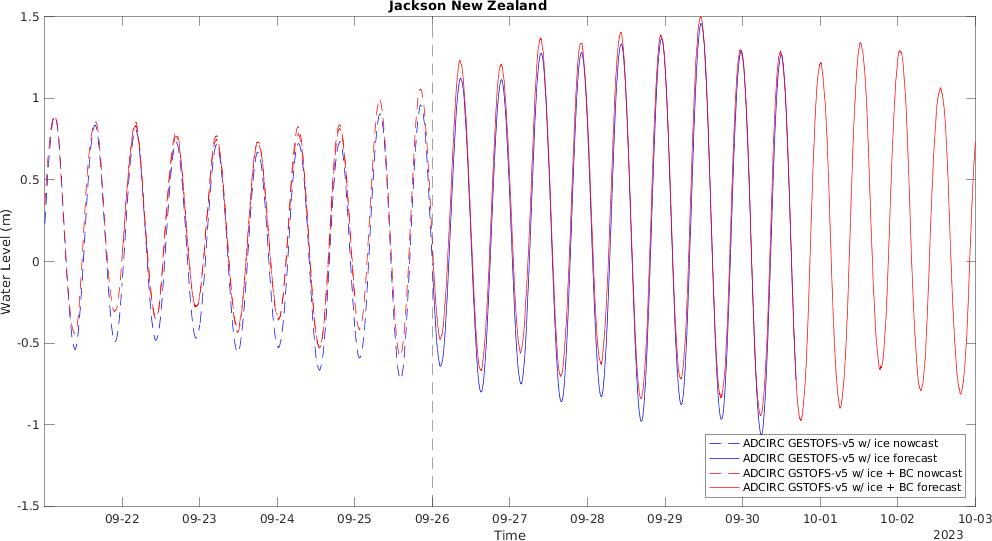 Jackson New Zealand
Water Level (m)
1.5
1
0.5
0
-0.5
-1
-1.5
09-22 09-23 09-24 09-25 09-26 09-27 09-28 09-29 09-30 10-01 10-02 10-03
Time
2023
ADCIRC GESTOFS-v5 w/ ice nowcast
ADCIRC GESTOFS-v5 w/ ice forecast
ADCIRC GSTOFS-v5 w/ ice + BC nowcast
ADCIRC GSTOFS-v5 w/ ice + BC forecast